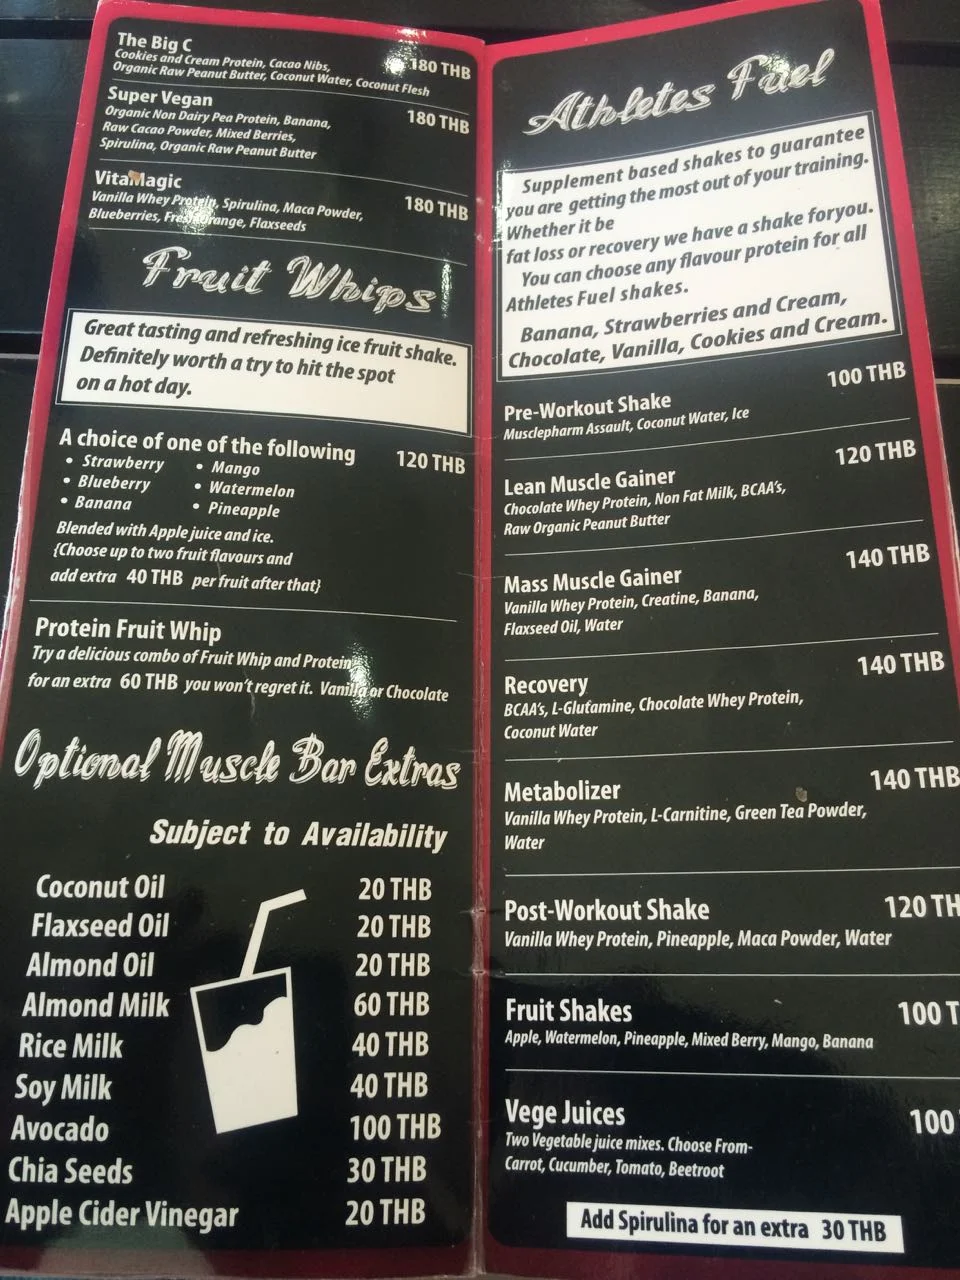 The Big C
180 THB
Cookies and Cream Protein, Cacao Nibs,
Organic Raw Peanut Butter, Coconut Water, Coconut Flesh
Super Vegan
180 THB
Organic Non Dairy Pea Protein, Banana,
Raw Cacao Powder, Mixed Berries,
Spirulina, Organic Raw Peanut Butter
VitaMagic
180 THB
Vanilla Whey Protein, Spirulina, Maca Powder,
Blueberries, Fresh Orange, Flaxseeds
Fruit Whips
Great tasting and refreshing ice fruit shake.
Definitely worth a try to hit the spot
on a hot day.
A choice of one of the following 120 THB
• Strawberry • Mango
• Blueberry • Watermelon
• Banana • Pineapple
Blended with Apple juice and ice.
{Choose up to two fruit flavours and
add extra 40 THB per fruit after that}
Protein Fruit Whip
Try a delicious combo of Fruit Whip and Protein
for an extra 60 THB you won't regret it. Vanilla or Chocolate
Optional Muscle Bar Extras
Subject to Availability
Coconut Oil 20 THB
Flaxseed Oil 20 THB
Almond Oil 20 THB
Almond Milk 60 THB
Rice Milk 40 THB
Soy Milk 40 THB
Avocado 100 THB
Chia Seeds 30 THB
Apple Cider Vinegar 20 THB
Athletes Fuel
Supplement based shakes to guarantee
you are getting the most out of your training.
Whether it be
fat loss or recovery we have a shake foryou.
You can choose any flavour protein for all
Athletes Fuel shakes.
Banana, Strawberries and Cream,
Chocolate, Vanilla, Cookies and Cream.
Pre-Workout Shake 100 THB
Musclepharm Assault, Coconut Water, Ice
Lean Muscle Gainer 120 THB
Chocolate Whey Protein, Non Fat Milk, BCAA's,
Raw Organic Peanut Butter
Mass Muscle Gainer 140 THB
Vanilla Whey Protein, Creatine, Banana,
Flaxseed Oil, Water
Recovery 140 THB
BCAA's, L-Glutamine, Chocolate Whey Protein,
Coconut Water
Metabolizer 140 THB
Vanilla Whey Protein, L-Carnitine, Green Tea Powder,
Water
Post-Workout Shake 120 TH
Vanilla Whey Protein, Pineapple, Maca Powder, Water
Fruit Shakes 100 T
Apple, Watermelon, Pineapple, Mixed Berry, Mango, Banana
Vege Juices 100
Two Vegetable juice mixes. Choose From-
Carrot, Cucumber, Tomato, Beetroot
Add Spirulina for an extra 30 THB